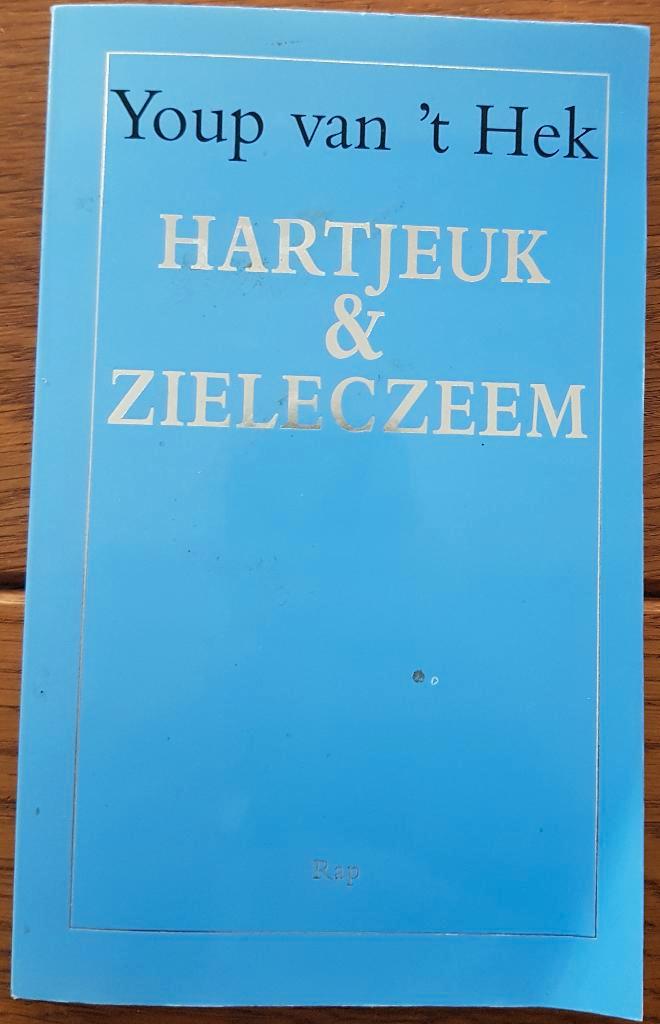 Youp van 't Hek
HARTJEUK
&
ZIELECZEEM
Rap